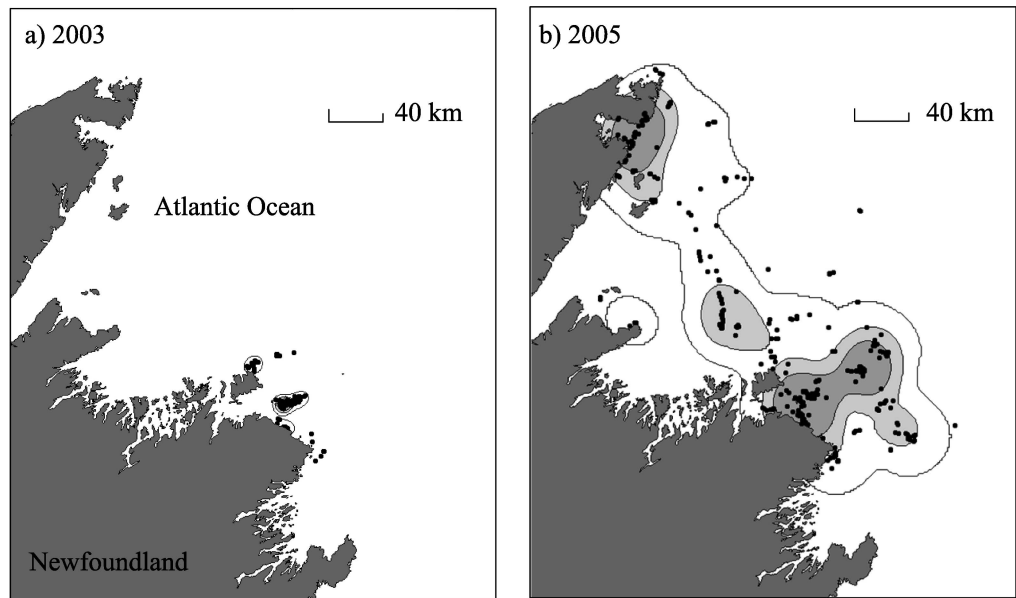 a) 2003
40 km
Atlantic Ocean
Newfoundland
b) 2005
40 km